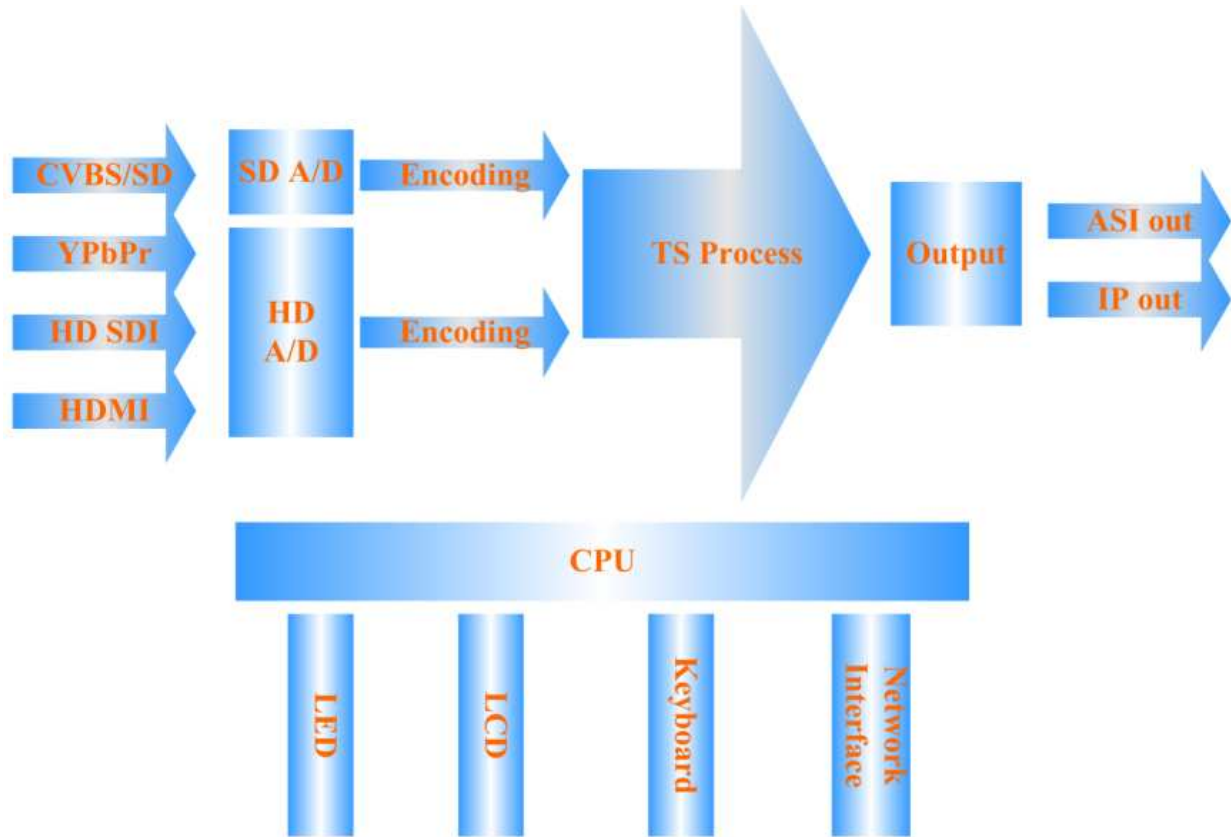 CVBS/SD
YPbPr
HD SDI
HDMI
SD A/D
HD
A/D
Encoding
Encoding
TS Process
Output
ASI out
IP out
CPU
LED
LCD
Keyboard
Network
Interface